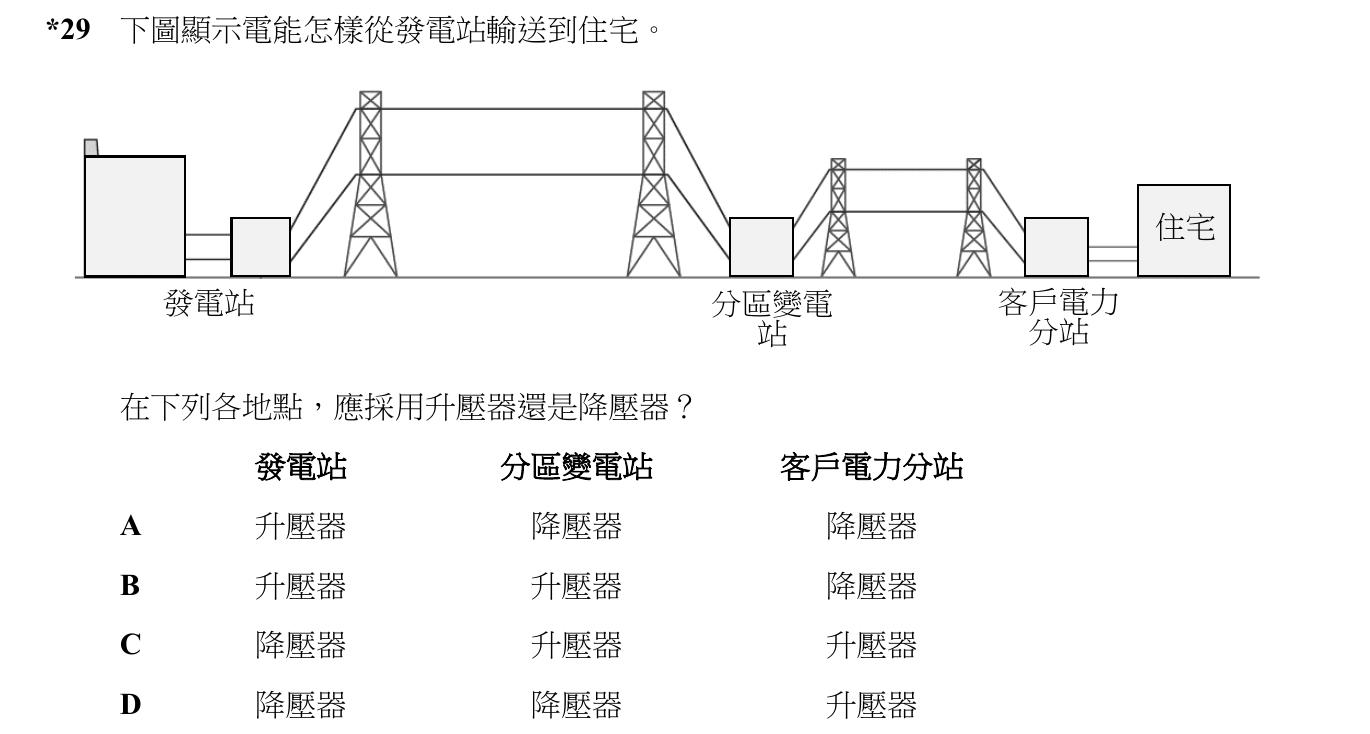 *29 下圖顯示電能怎樣從發電站輸送到住宅。
住宅
發電站
分區變電
站
客戶電力
分站
在下列各地點，應採用升壓器還是降壓器？
發電站 分區變電站 客戶電力分站
A 升壓器 降壓器 降壓器
B 升壓器 升壓器 降壓器
C 降壓器 升壓器 升壓器
D 降壓器 降壓器 升壓器